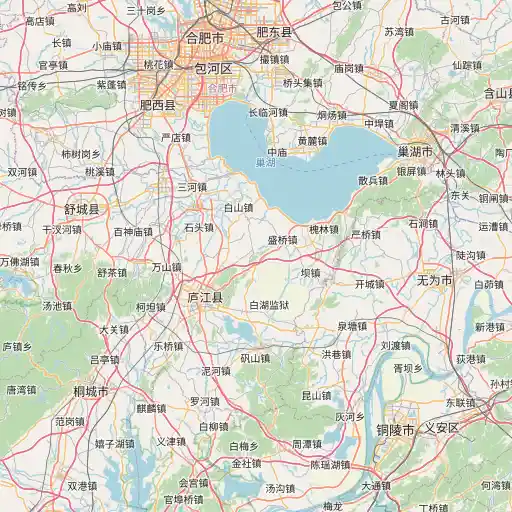 高刘
三十岗乡
包公镇
古河镇
高店镇
合肥市
肥东县
苏湾镇
长镇
小庙镇
撮镇镇
官亭镇
桃花镇
包河区
庙岗镇
仙踪镇
铭传乡
紫蓬镇
桥头集镇
合肥市
含山县
肥西县
长临河镇
烔炀镇
夏阁镇
中垾镇
清溪镇
严店镇
黄麓镇
柿树岗乡
中庙
巢湖市
巢湖
双河镇
桃溪镇
银屏镇
林头镇
三河镇
散兵镇
东关
铜闸镇
舒城县
白山镇
石涧镇
干汊河镇
百神庙镇
石头镇
槐林镇
严桥镇
运漕镇
盛桥镇
陡沟镇
万佛湖镇
春秋乡
舒茶镇
万山镇
坝镇
无为市
开城镇
白茆镇
庐江县
汤池镇
柯坦镇
白湖监狱
大关镇
泉塘镇
新港镇
庐镇乡
吕亭镇
乐桥镇
刘渡镇
矾山镇
洪巷镇
荻港镇
泥河镇
胥坝乡
唐湾镇
桐城市
昆山镇
孙村镇
罗河镇
东联镇
麒麟镇
灰河乡
范岗镇
白柳镇
铜陵市
义安区
嬉子湖镇
义津镇
白梅乡
周潭镇
金社镇
陈瑶湖镇
双港镇
会宫镇
汤沟镇
大通镇
何湾镇
官埠桥镇
梅龙
丁桥镇